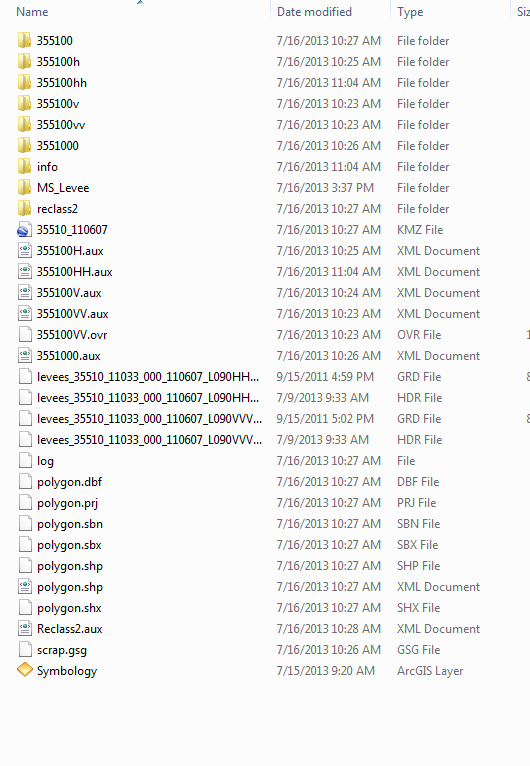 Name Date modified Type Siz
355100 7/16/2013 10:27 AM File folder
355100h 7/16/2013 10:25 AM File folder
355100hh 7/16/2013 11:04 AM File folder
355100v 7/16/2013 10:23 AM File folder
355100vv 7/16/2013 10:23 AM File folder
3551000 7/16/2013 10:26 AM File folder
info 7/16/2013 11:04 AM File folder
MS_Levee 7/16/2013 3:37 PM File folder
reclass2 7/16/2013 10:27 AM File folder
35510_110607 7/16/2013 10:27 AM KMZ File
355100H.aux 7/16/2013 10:25 AM XML Document
355100HH.aux 7/16/2013 11:04 AM XML Document
355100V.aux 7/16/2013 10:24 AM XML Document
355100VV.aux 7/16/2013 10:23 AM XML Document
355100VV.ovr 7/16/2013 10:23 AM OVR File 1
3551000.aux 7/16/2013 10:26 AM XML Document
levees_35510_11033_000_110607_L090HH... 9/15/2011 4:59 PM GRD File 8
levees_35510_11033_000_110607_L090HH... 7/9/2013 9:33 AM HDR File
levees_35510_11033_000_110607_L090VVV... 9/15/2011 5:02 PM GRD File 8
levees_35510_11033_000_110607_L090VVV... 7/9/2013 9:33 AM HDR File
log 7/16/2013 10:27 AM File
polygon.dbf 7/16/2013 10:27 AM DBF File
polygon.prj 7/16/2013 10:27 AM PRJ File
polygon.sbn 7/16/2013 10:27 AM SBN File
polygon.sbx 7/16/2013 10:27 AM SBX File
polygon.shp 7/16/2013 10:27 AM SHP File
polygon.shp 7/16/2013 10:27 AM XML Document
polygon.shx 7/16/2013 10:27 AM SHX File
Reclass2.aux 7/16/2013 10:28 AM XML Document
scrap.gsg 7/16/2013 10:26 AM GSG File
Symbology 7/15/2013 9:20 AM ArcGIS Layer